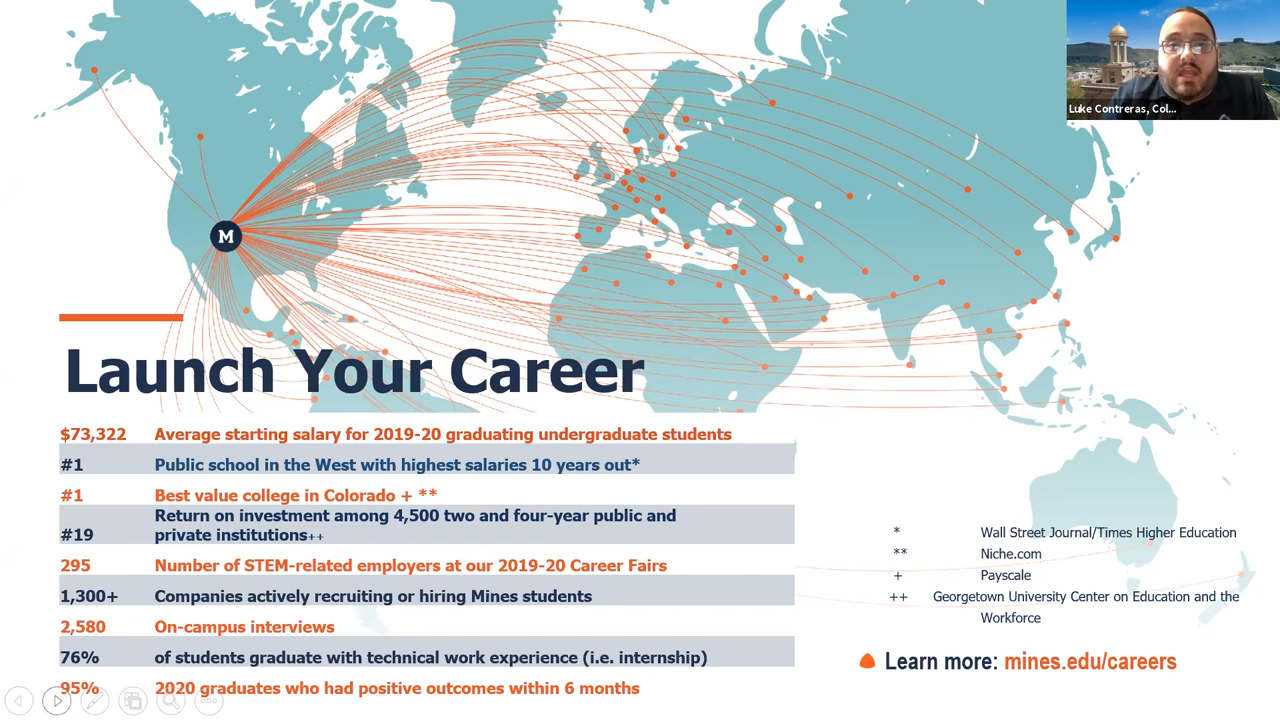 Luke Contreras, Col...
M
Launch Your Career
$73,322 Average starting salary for 2019-20 graduating undergraduate students
#1 Public school in the West with highest salaries 10 years out*
#1 Best value college in Colorado + **
Return on investment among 4,500 two and four-year public and
#19 private institutions++
295 Number of STEM-related employers at our 2019-20 Career Fairs
1,300+ Companies actively recruiting or hiring Mines students
2,580 On-campus interviews
76% of students graduate with technical work experience (i.e. internship)
95% 2020 graduates who had positive outcomes within 6 months
* Wall Street Journal/Times Higher Education
** Niche.com
+ Payscale
++ Georgetown University Center on Education and the
Workforce
Learn more: mines.edu/careers